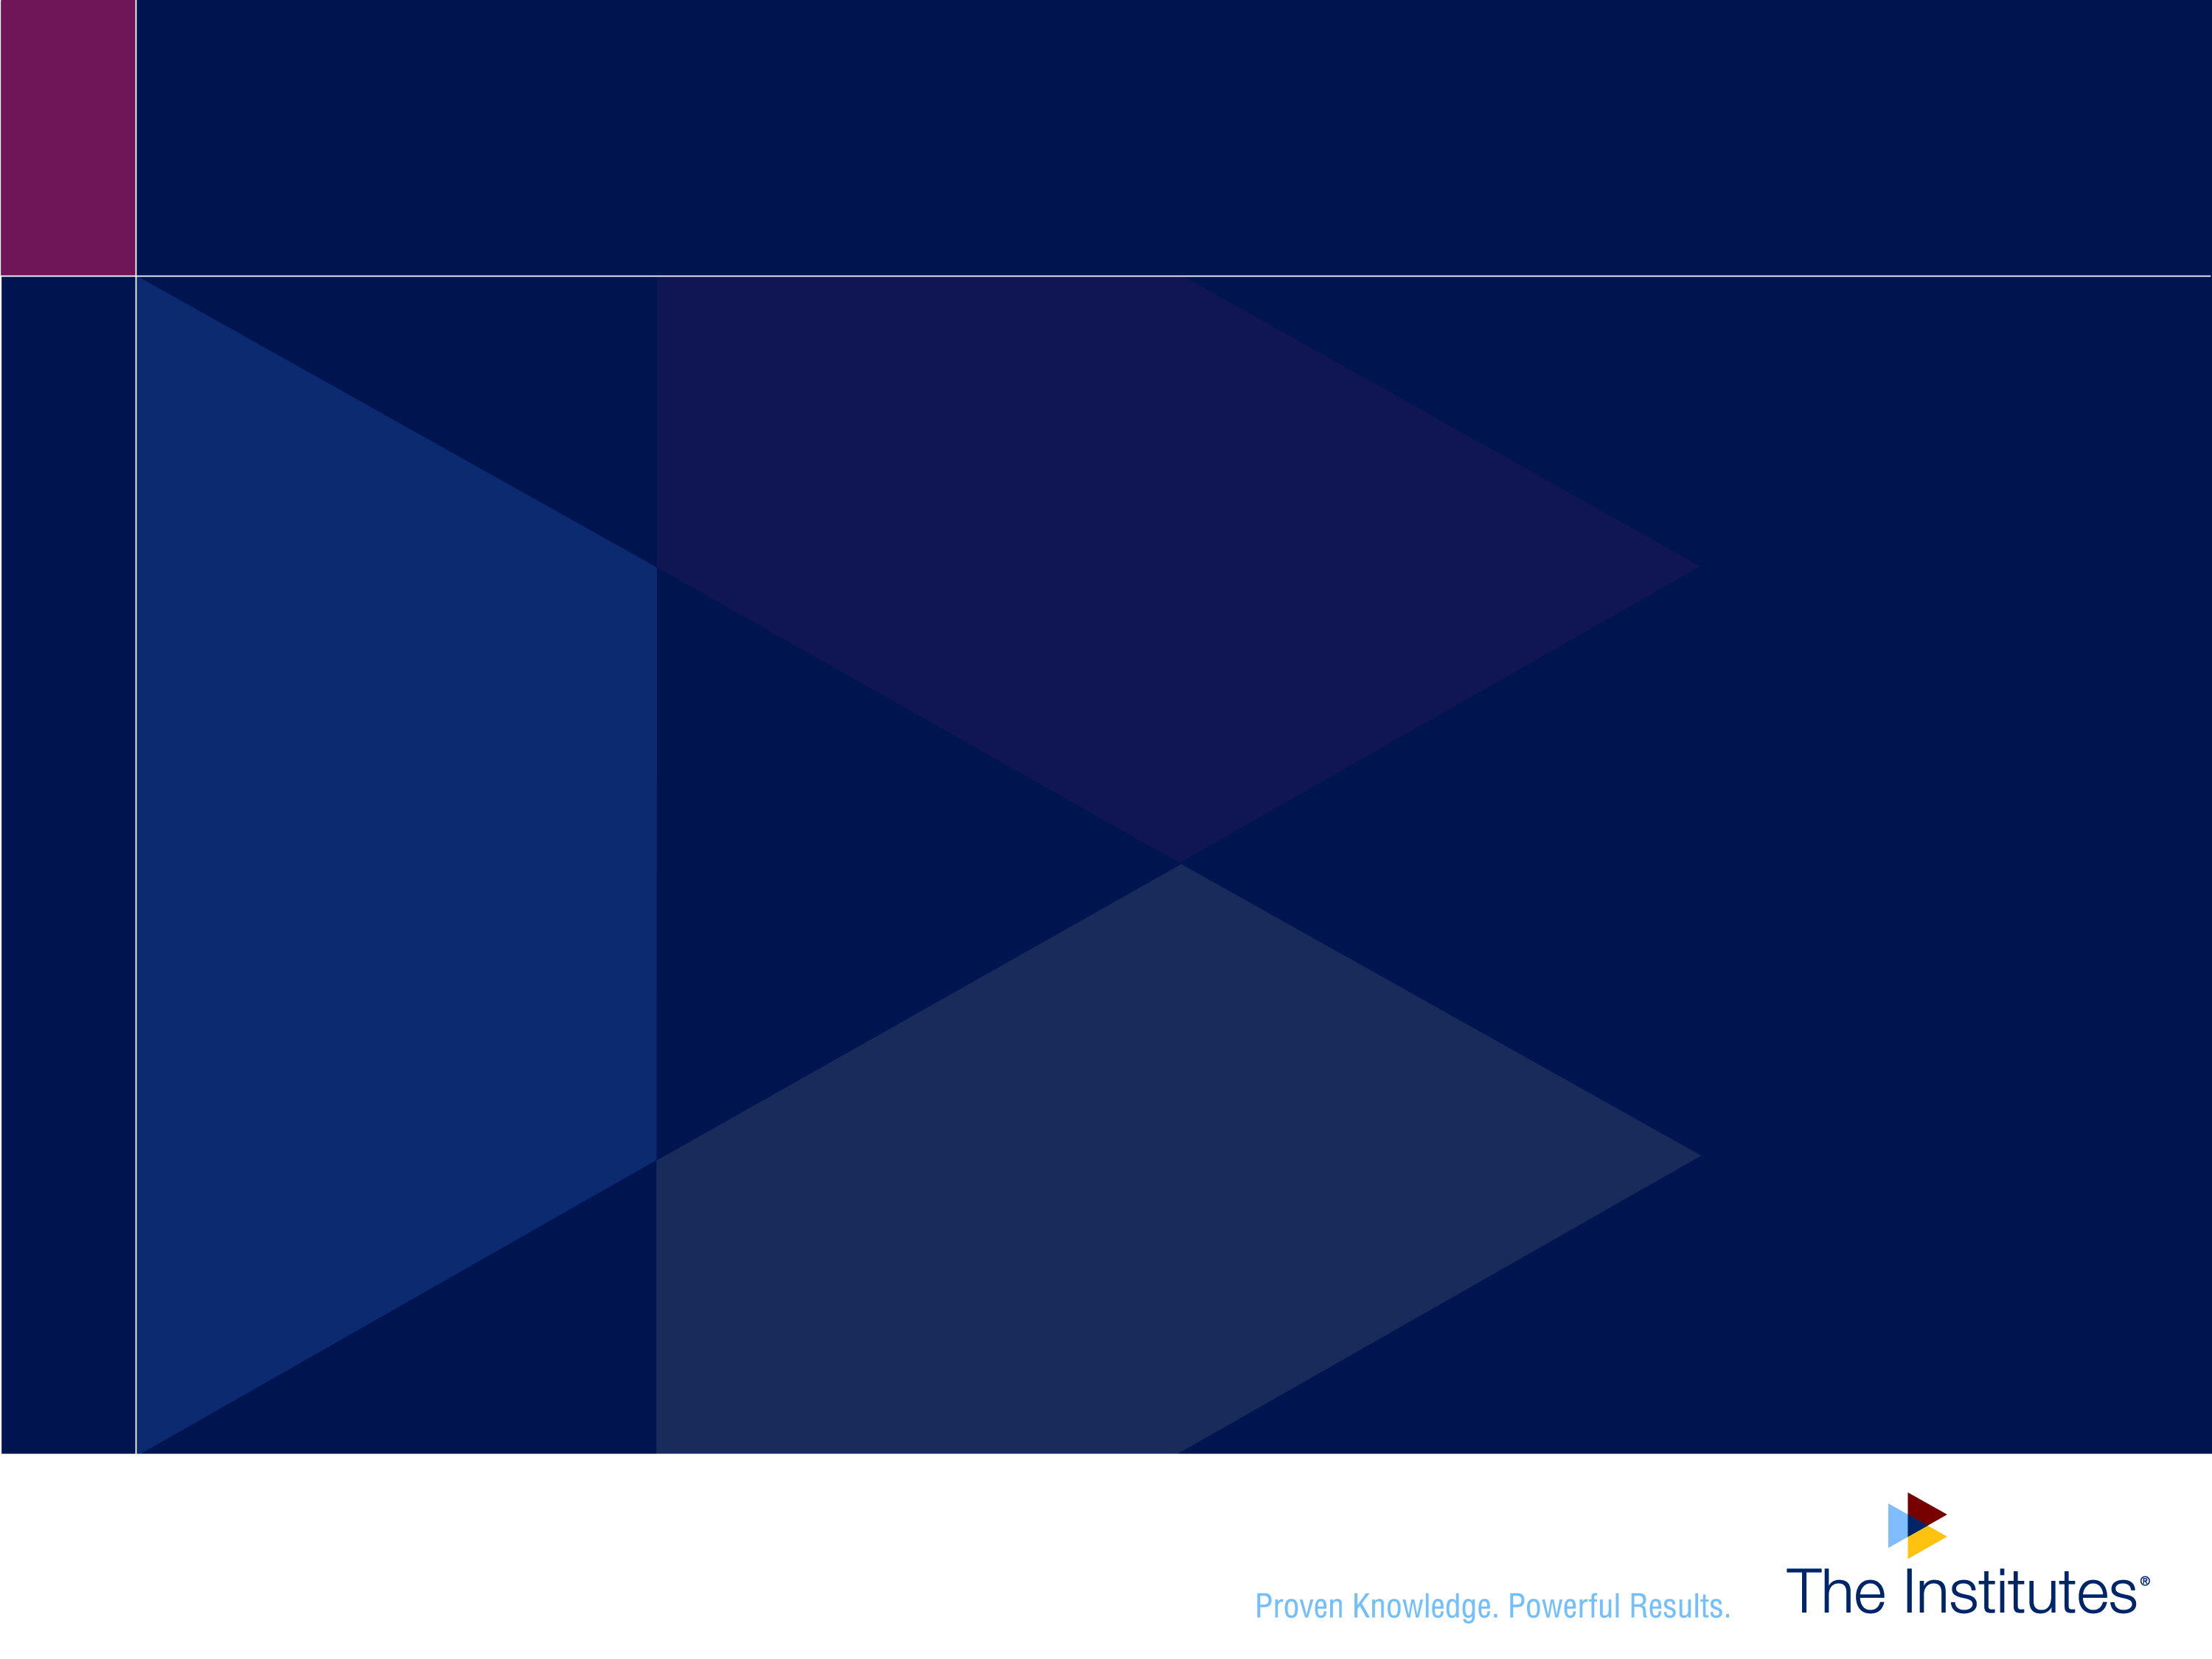 Proven Knowledge. Powerful Results.
The Institutes®